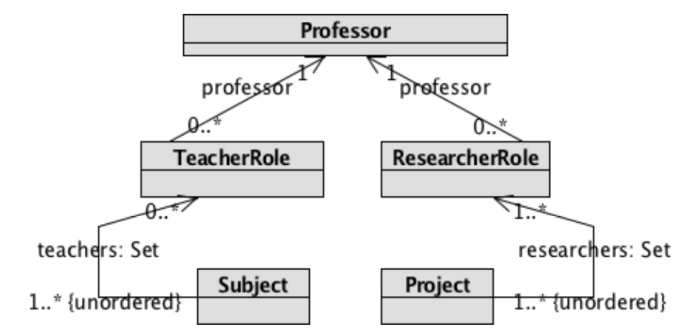 Professor
1 1
professor professor
0..* 0..*
TeacherRole ResearcherRole
0..* 1..*
teachers: Set researchers: Set
Subject Project
1..* {unordered} 1..* {unordered}